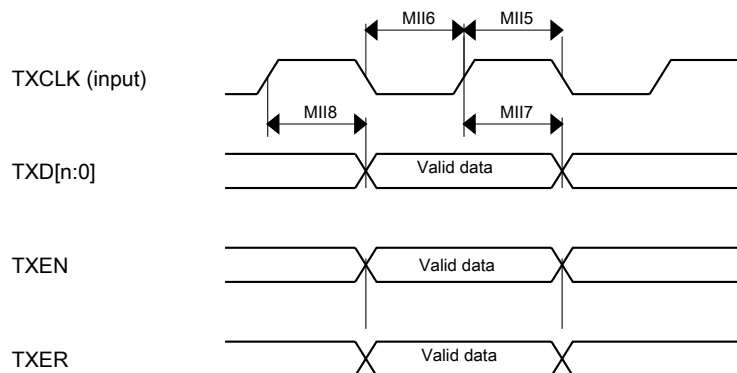 MII6 MII5
TXCLK (input)
MII8 MII7
TXD[n:0] Valid data
TXEN Valid data
TXER Valid data